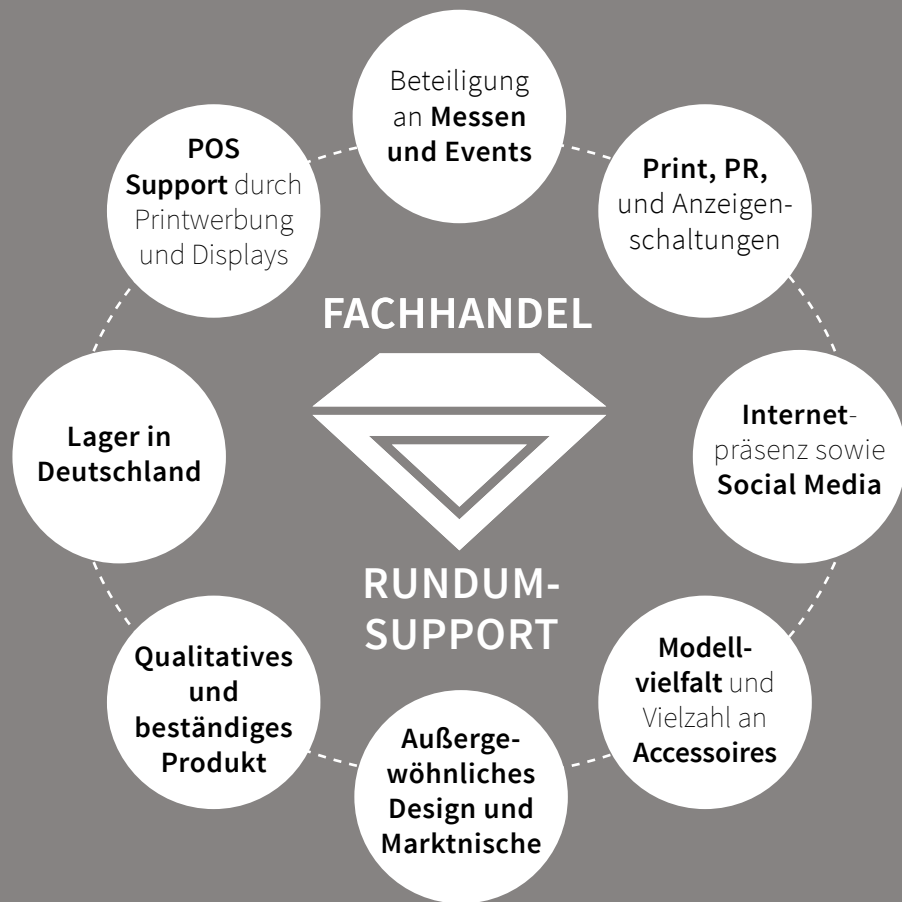 Beteiligung
an Messen
und Events
Print, PR,
und Anzeigen-
schaltungen
Internet-
präsenz sowie
Social Media
Modell-
vielfalt und
Vielzahl an
Accessoires
Außerge-
wöhnliches
Design und
Marktnische
Qualitatives
und
beständiges
Produkt
Lager in
Deutschland
POS
Support durch
Printwerbung
und Displays
FACHHANDEL
RUNDUM-
SUPPORT